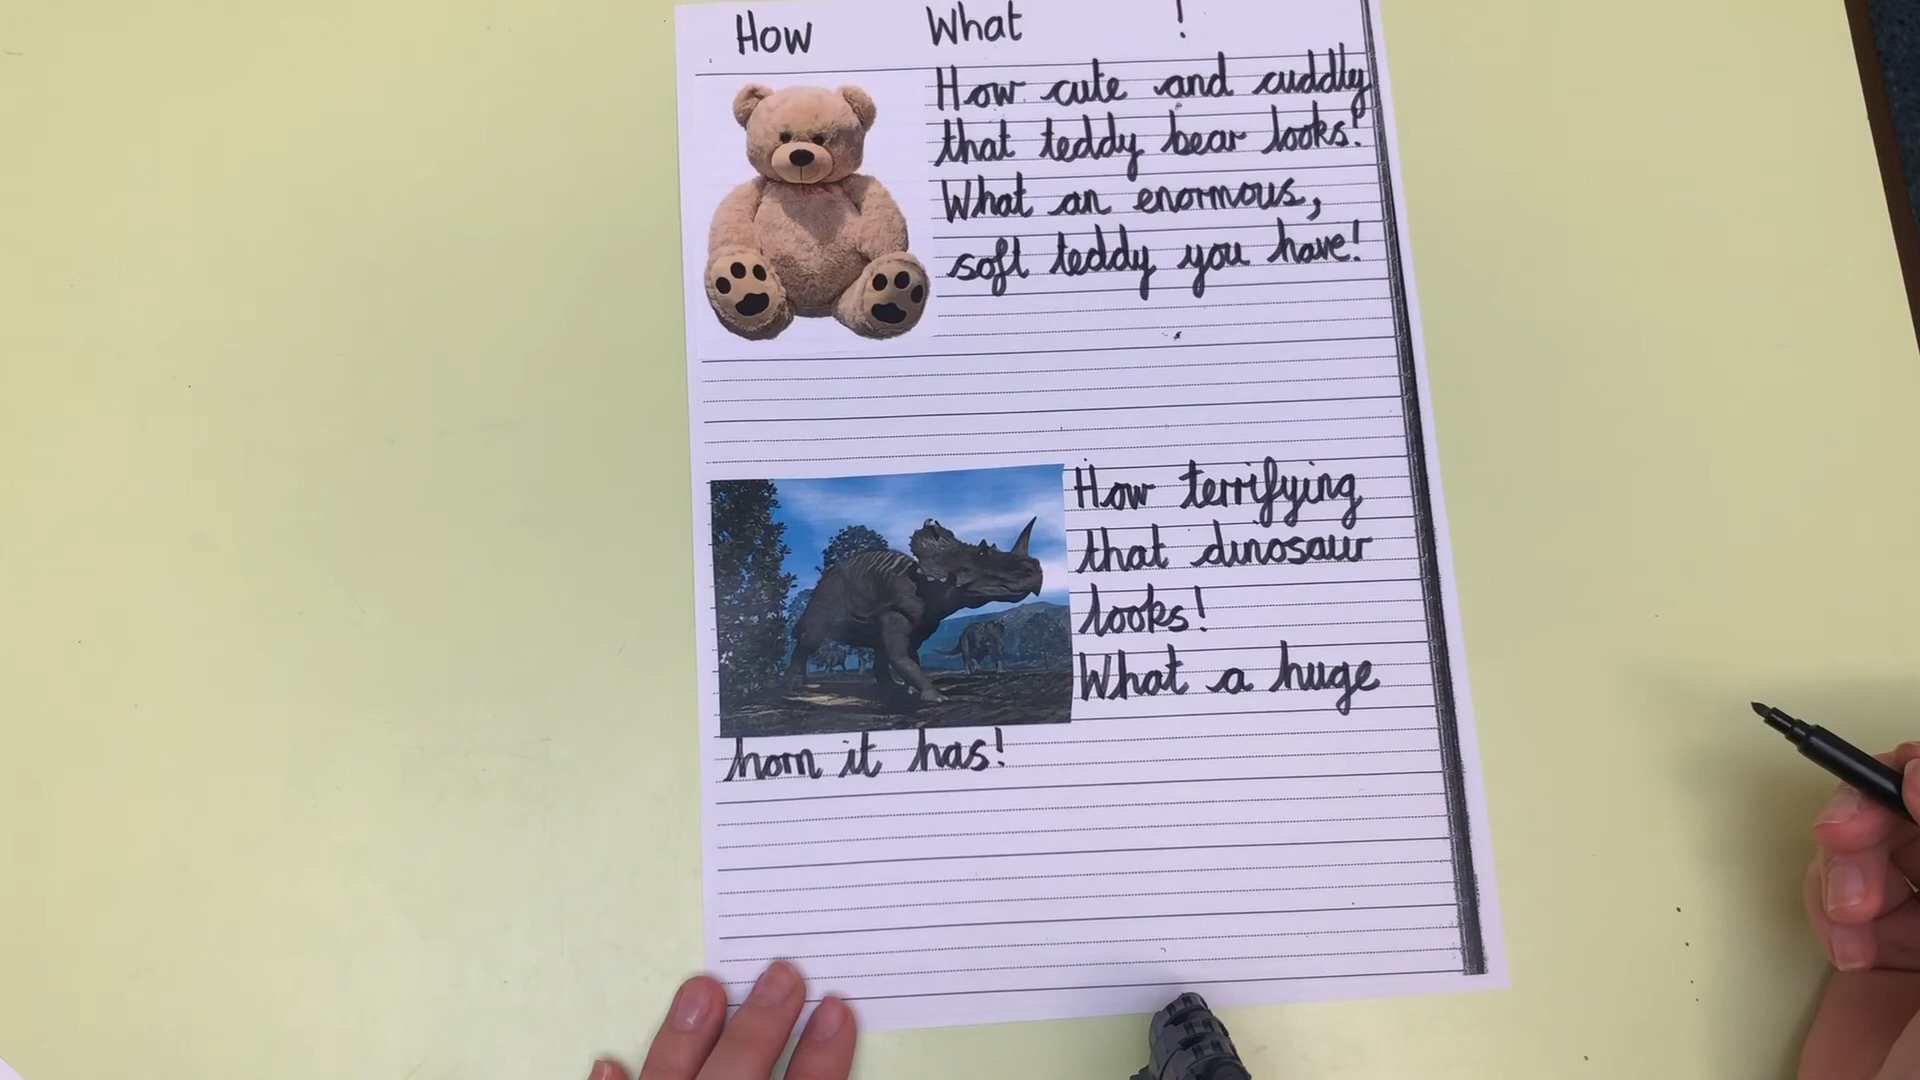 How What !
How cute and cuddly
that teddy bear looks!
What an enormous,
soft teddy you have!
How terrifying
that dinosaur
looks!
What a huge
horn it has!